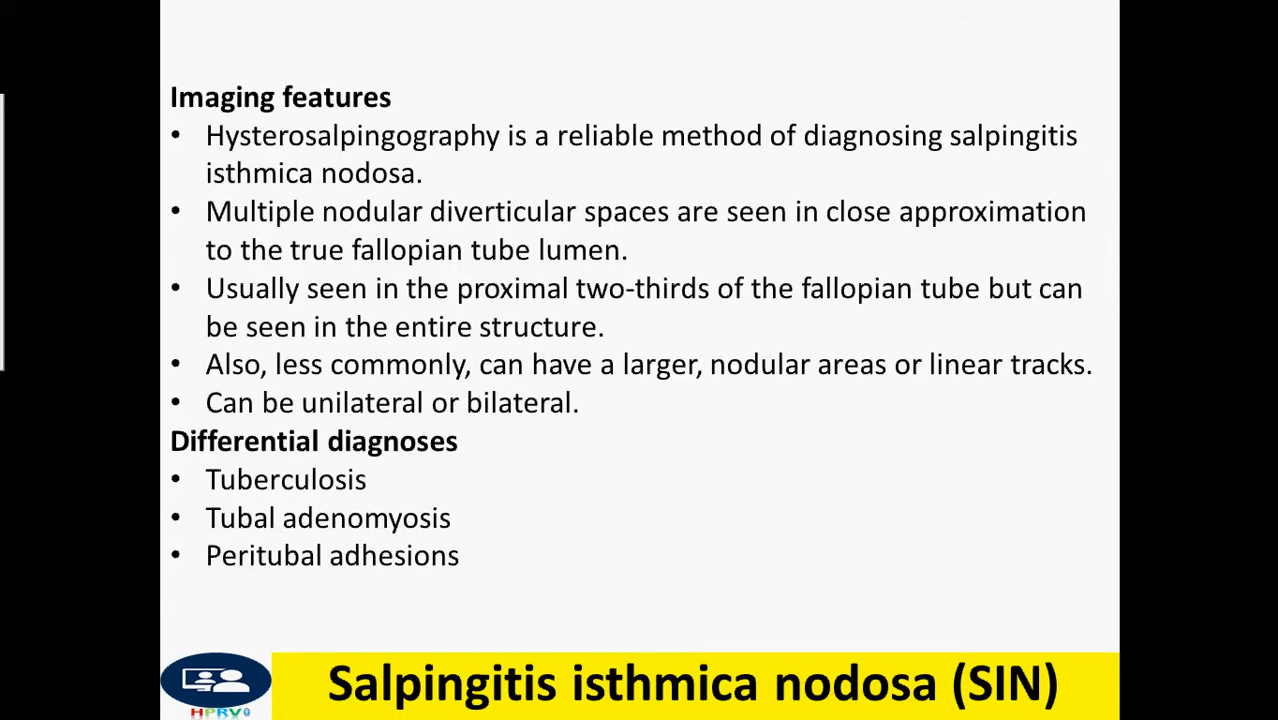 Imaging features
• Hysterosalpingography is a reliable method of diagnosing salpingitis
isthmica nodosa.
• Multiple nodular diverticular spaces are seen in close approximation
to the true fallopian tube lumen.
• Usually seen in the proximal two-thirds of the fallopian tube but can
be seen in the entire structure.
• Also, less commonly, can have a larger, nodular areas or linear tracks.
• Can be unilateral or bilateral.
Differential diagnoses
• Tuberculosis
• Tubal adenomyosis
• Peritubal adhesions
Salpingitis isthmica nodosa (SIN)